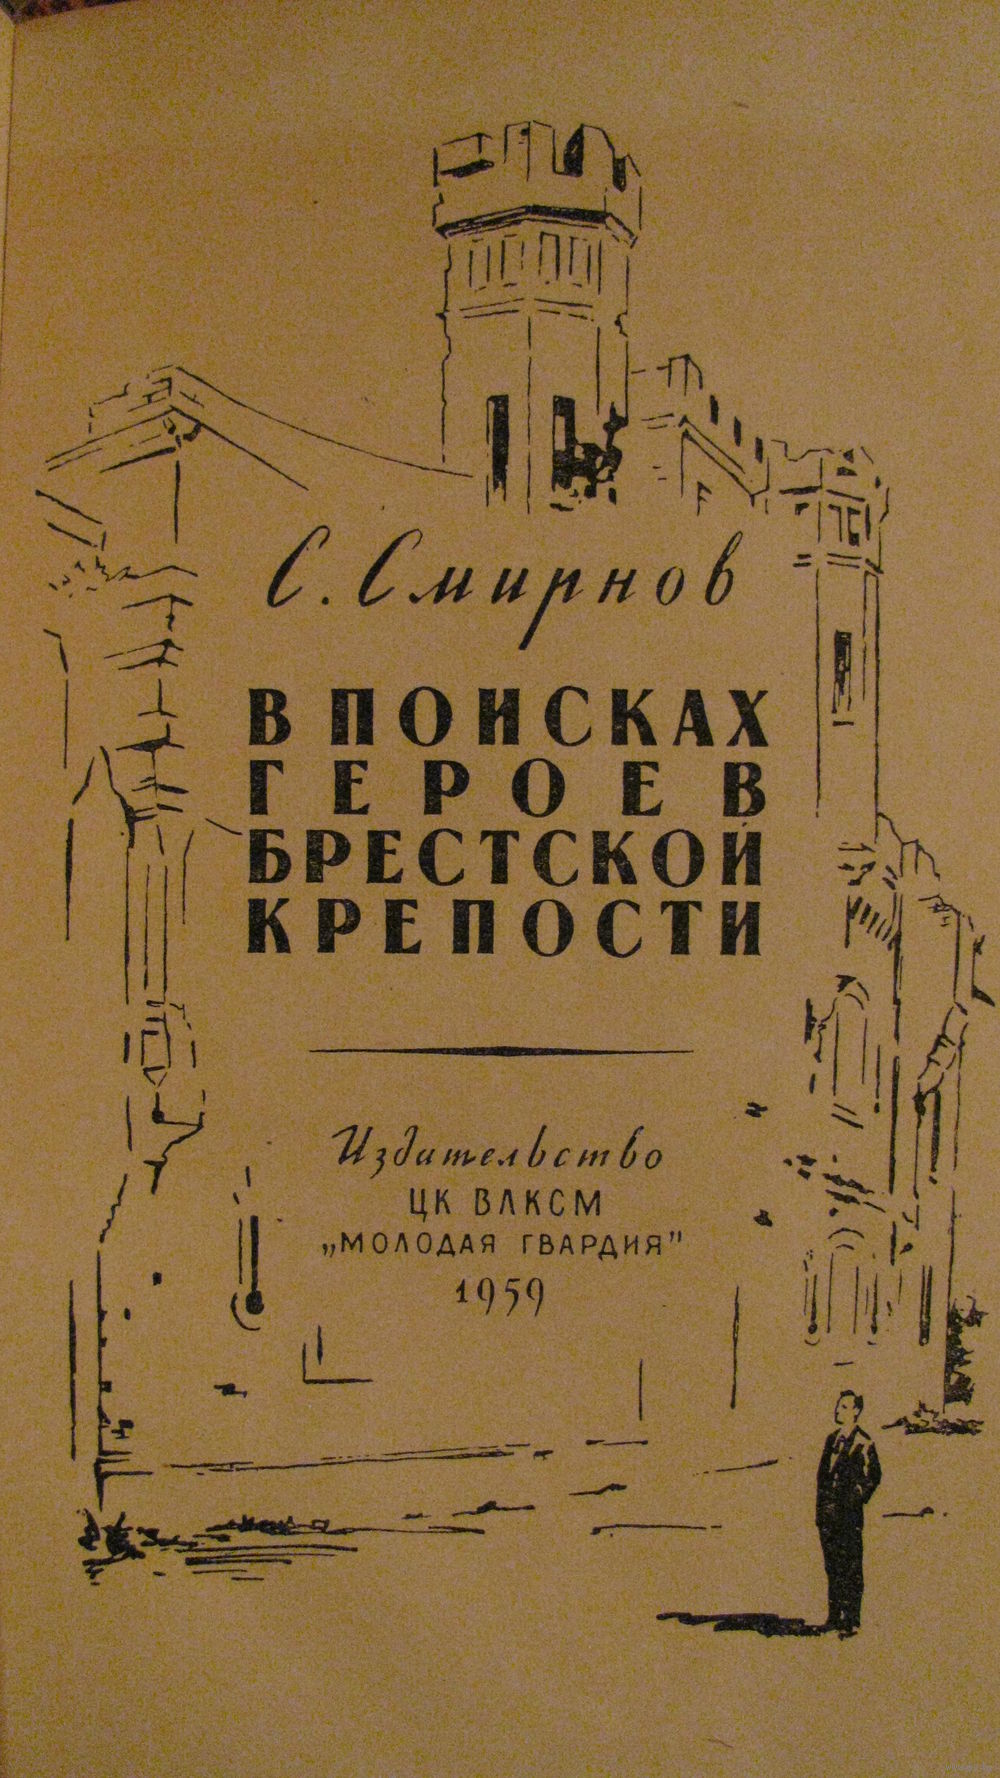 С. Смирнов
В ПОИСКАХ
ГЕРОЕВ
БРЕСТСКОЙ
КРЕПОСТИ
Издательство
ЦК ВЛКСМ
„МОЛОДАЯ ГВАРДИЯ"
1959